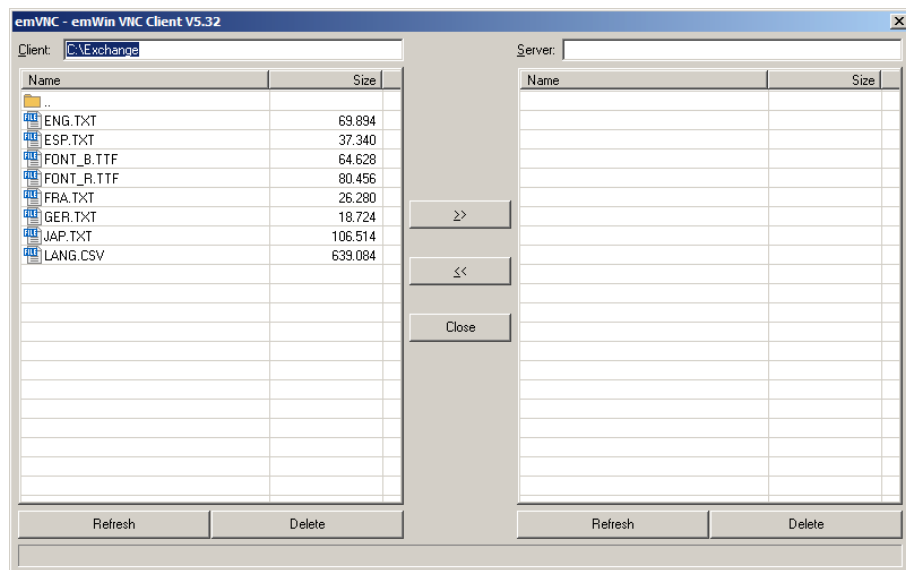 emVNC - emWin VNC Client V5.32
Client: C:\Exchange
Server:
Name Size
Name Size
..
ENG.TXT 69.894
ESP.TXT 37.340
FONT_B.TTF 64.628
FONT_R.TTF 80.456
FRA.TXT 26.280
GER.TXT 18.724
JAP.TXT 106.514
LANG.CSV 639.084
>>
<<
Close
Refresh Delete
Refresh Delete